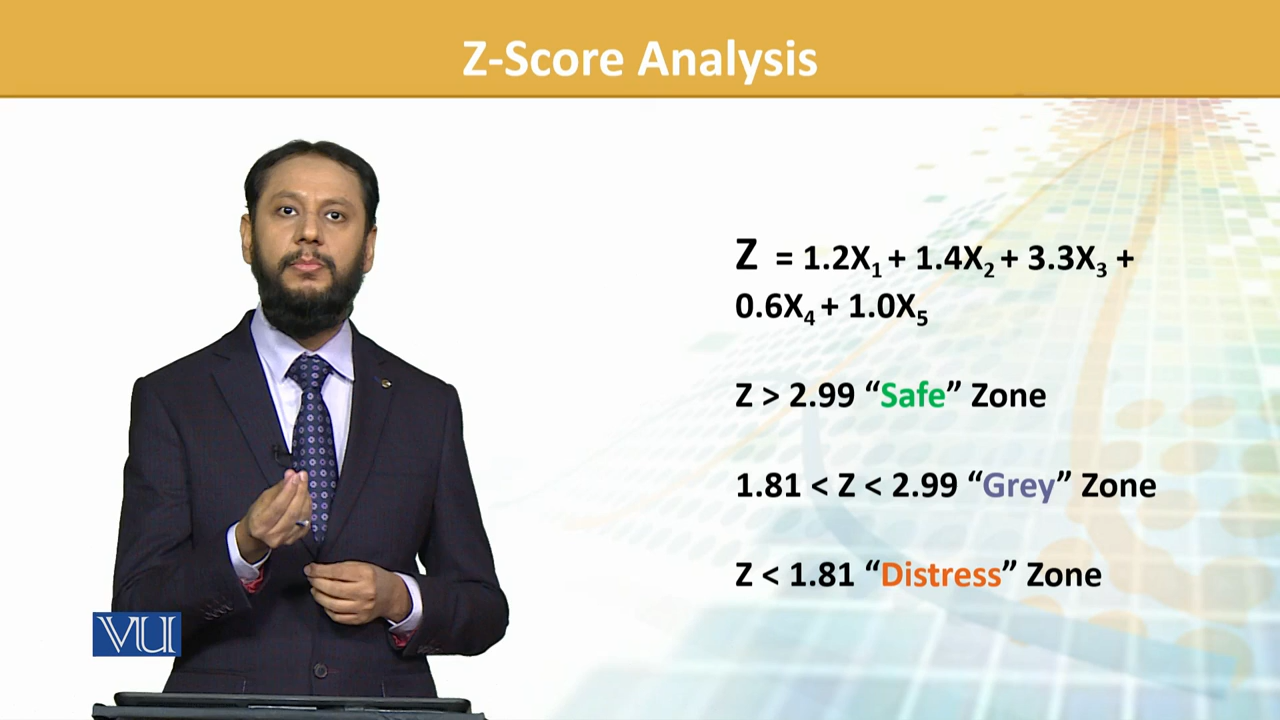 Z-Score Analysis
Z = 1.2X₁ + 1.4X₂ + 3.3X₃ +
0.6X₄ + 1.0X₅
Z > 2.99 “Safe” Zone
1.81 < Z < 2.99 “Grey” Zone
Z < 1.81 “Distress” Zone
VU